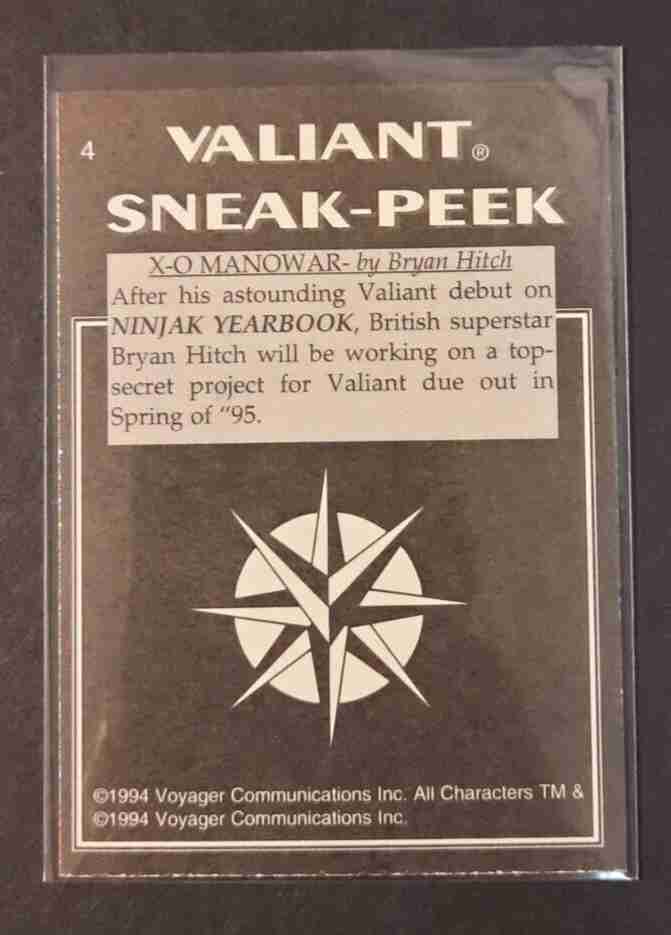 4
VALIANT®
SNEAK-PEEK
X-O MANOWAR- by Bryan Hitch
After his astounding Valiant debut on
NINJAK YEARBOOK, British superstar
Bryan Hitch will be working on a top-
secret project for Valiant due out in
Spring of "95.
©1994 Voyager Communications Inc. All Characters TM &
©1994 Voyager Communications Inc.